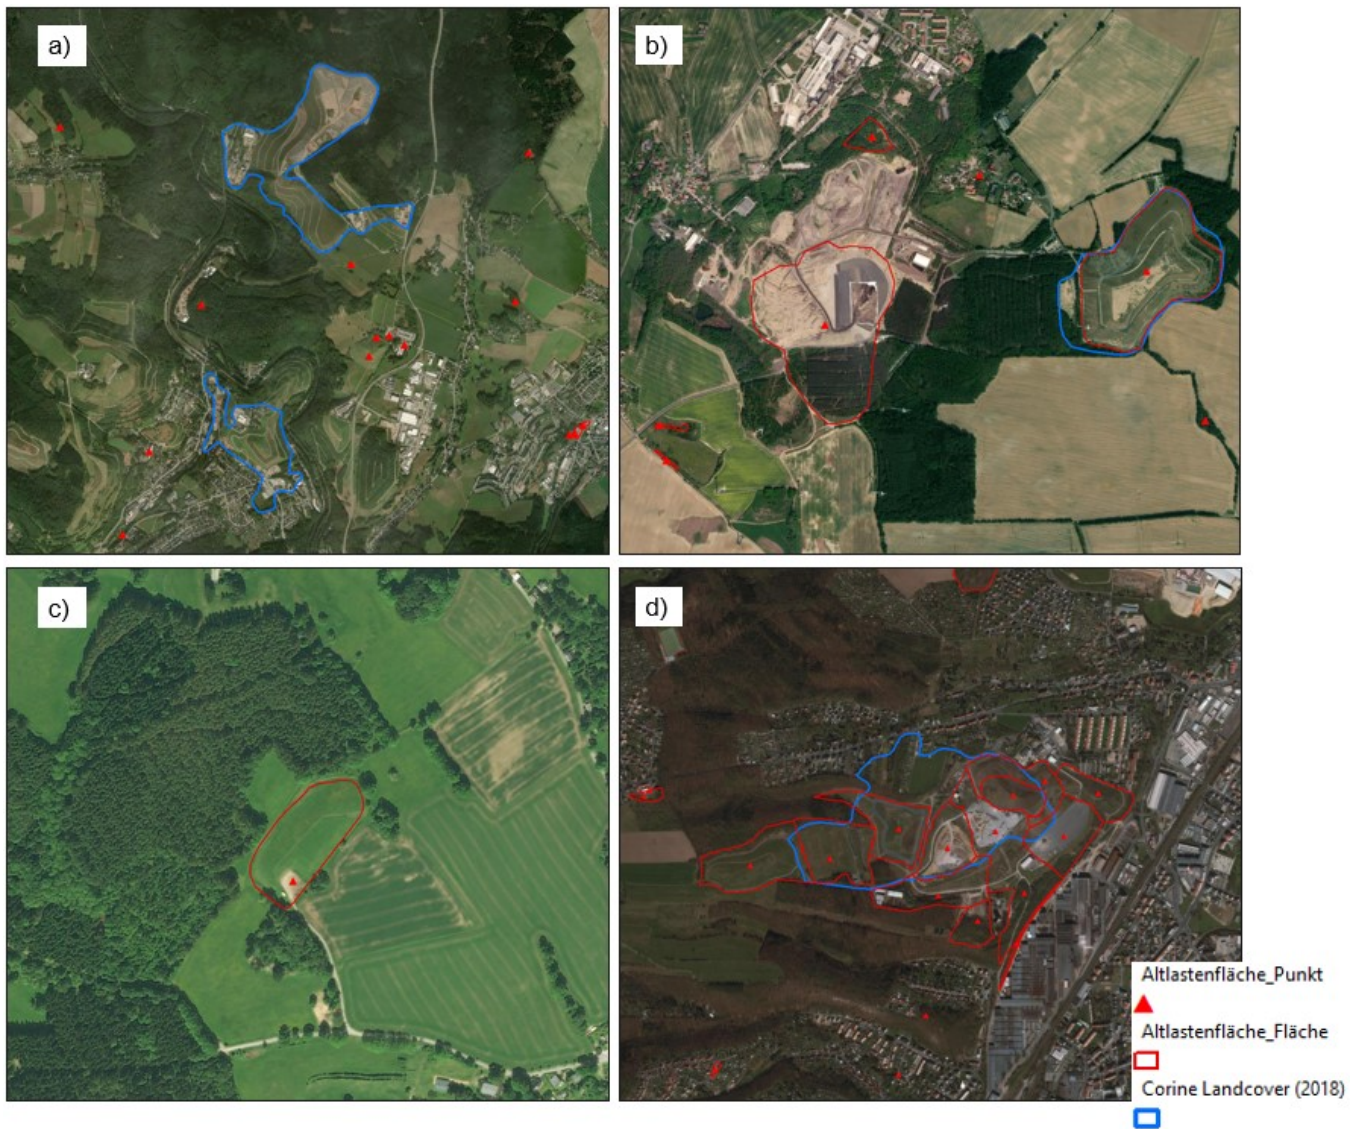 a)
b)
c)
d)
Altlastenfläche_Punkt
Altlastenfläche_Fläche
Corine Landcover (2018)